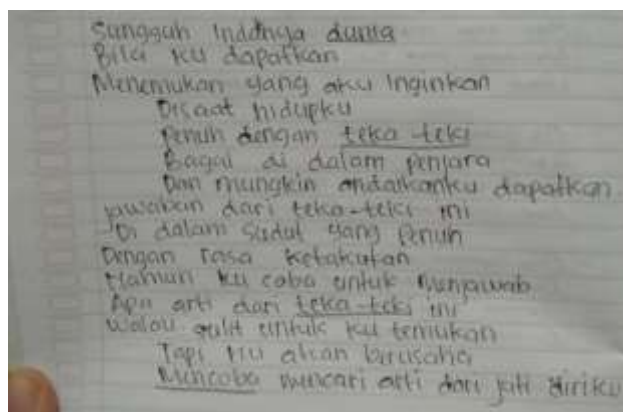 Sungguh Indahnya dunia
Bila ku dapatkan
Menemukan yang aku Inginkan
Disaat hidupku
Penuh dengan teka-teki
Bagai di dalam penjara
Dan mungkin andaikanku dapatkan
jawaban dari teka-teki ini
Di dalam sudut yang Penuh
Dengan rasa ketakutan
Namun ku coba untuk Menjawab
Apa arti dari teka-teki ini
Walau sulit untuk ku temukan
Tapi ku akan berusaha
Mencoba mencari arti dari jati diriku